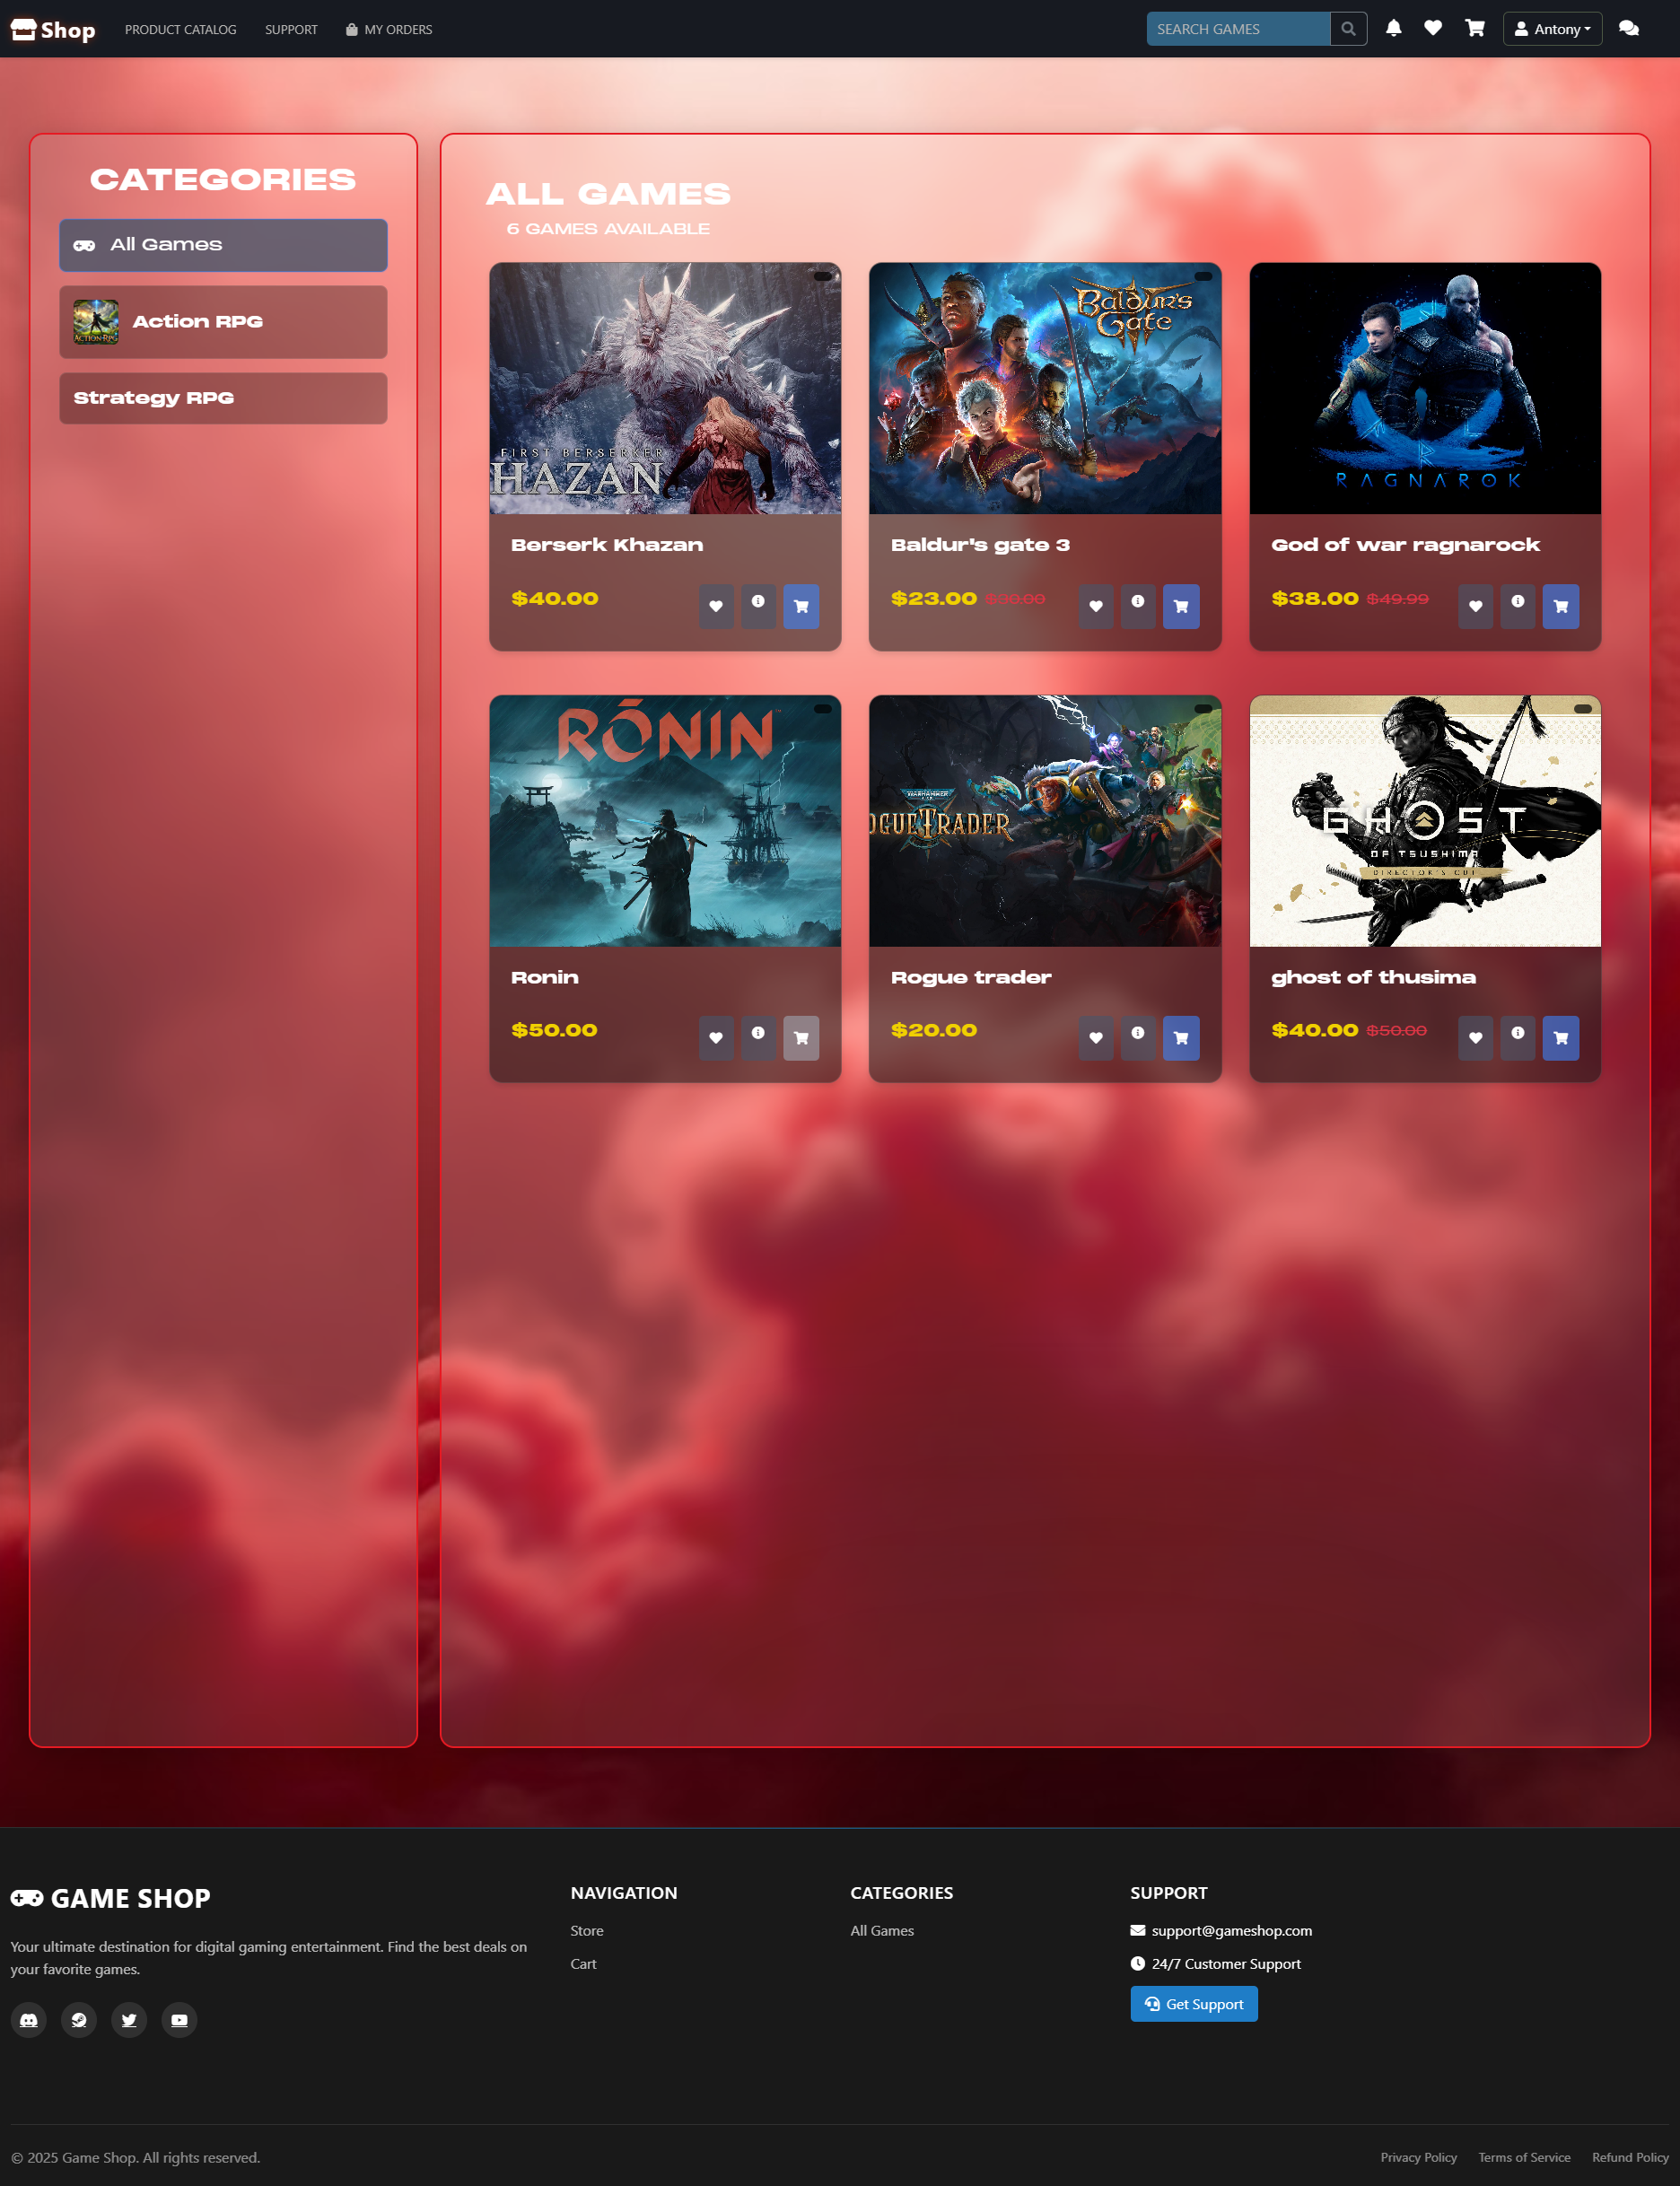 Shop
PRODUCT CATALOG
SUPPORT
MY ORDERS
SEARCH GAMES
Antony
CATEGORIES
All Games
ACTION-RPG
Action RPG
Strategy RPG
ALL GAMES
6 GAMES AVAILABLE
FIRST BERSERKER
HAZAN
Berserk Khazan
$40.00
Baldur's
Gate
Baldur's gate 3
$23.00 $30.00
RAGNAROK
God of war ragnarock
$38.00 $49.99
RŌNIN
Ronin
$50.00
WARHAMMER
OGUE TRADER
Rogue trader
$20.00
GHOST
OF TSUSHIMA
DIRECTOR'S CUT
ghost of thusima
$40.00 $50.00
GAME SHOP
Your ultimate destination for digital gaming entertainment. Find the best deals on
your favorite games.
NAVIGATION
Store
Cart
CATEGORIES
All Games
SUPPORT
support@gameshop.com
24/7 Customer Support
Get Support
© 2025 Game Shop. All rights reserved.
Privacy Policy
Terms of Service
Refund Policy